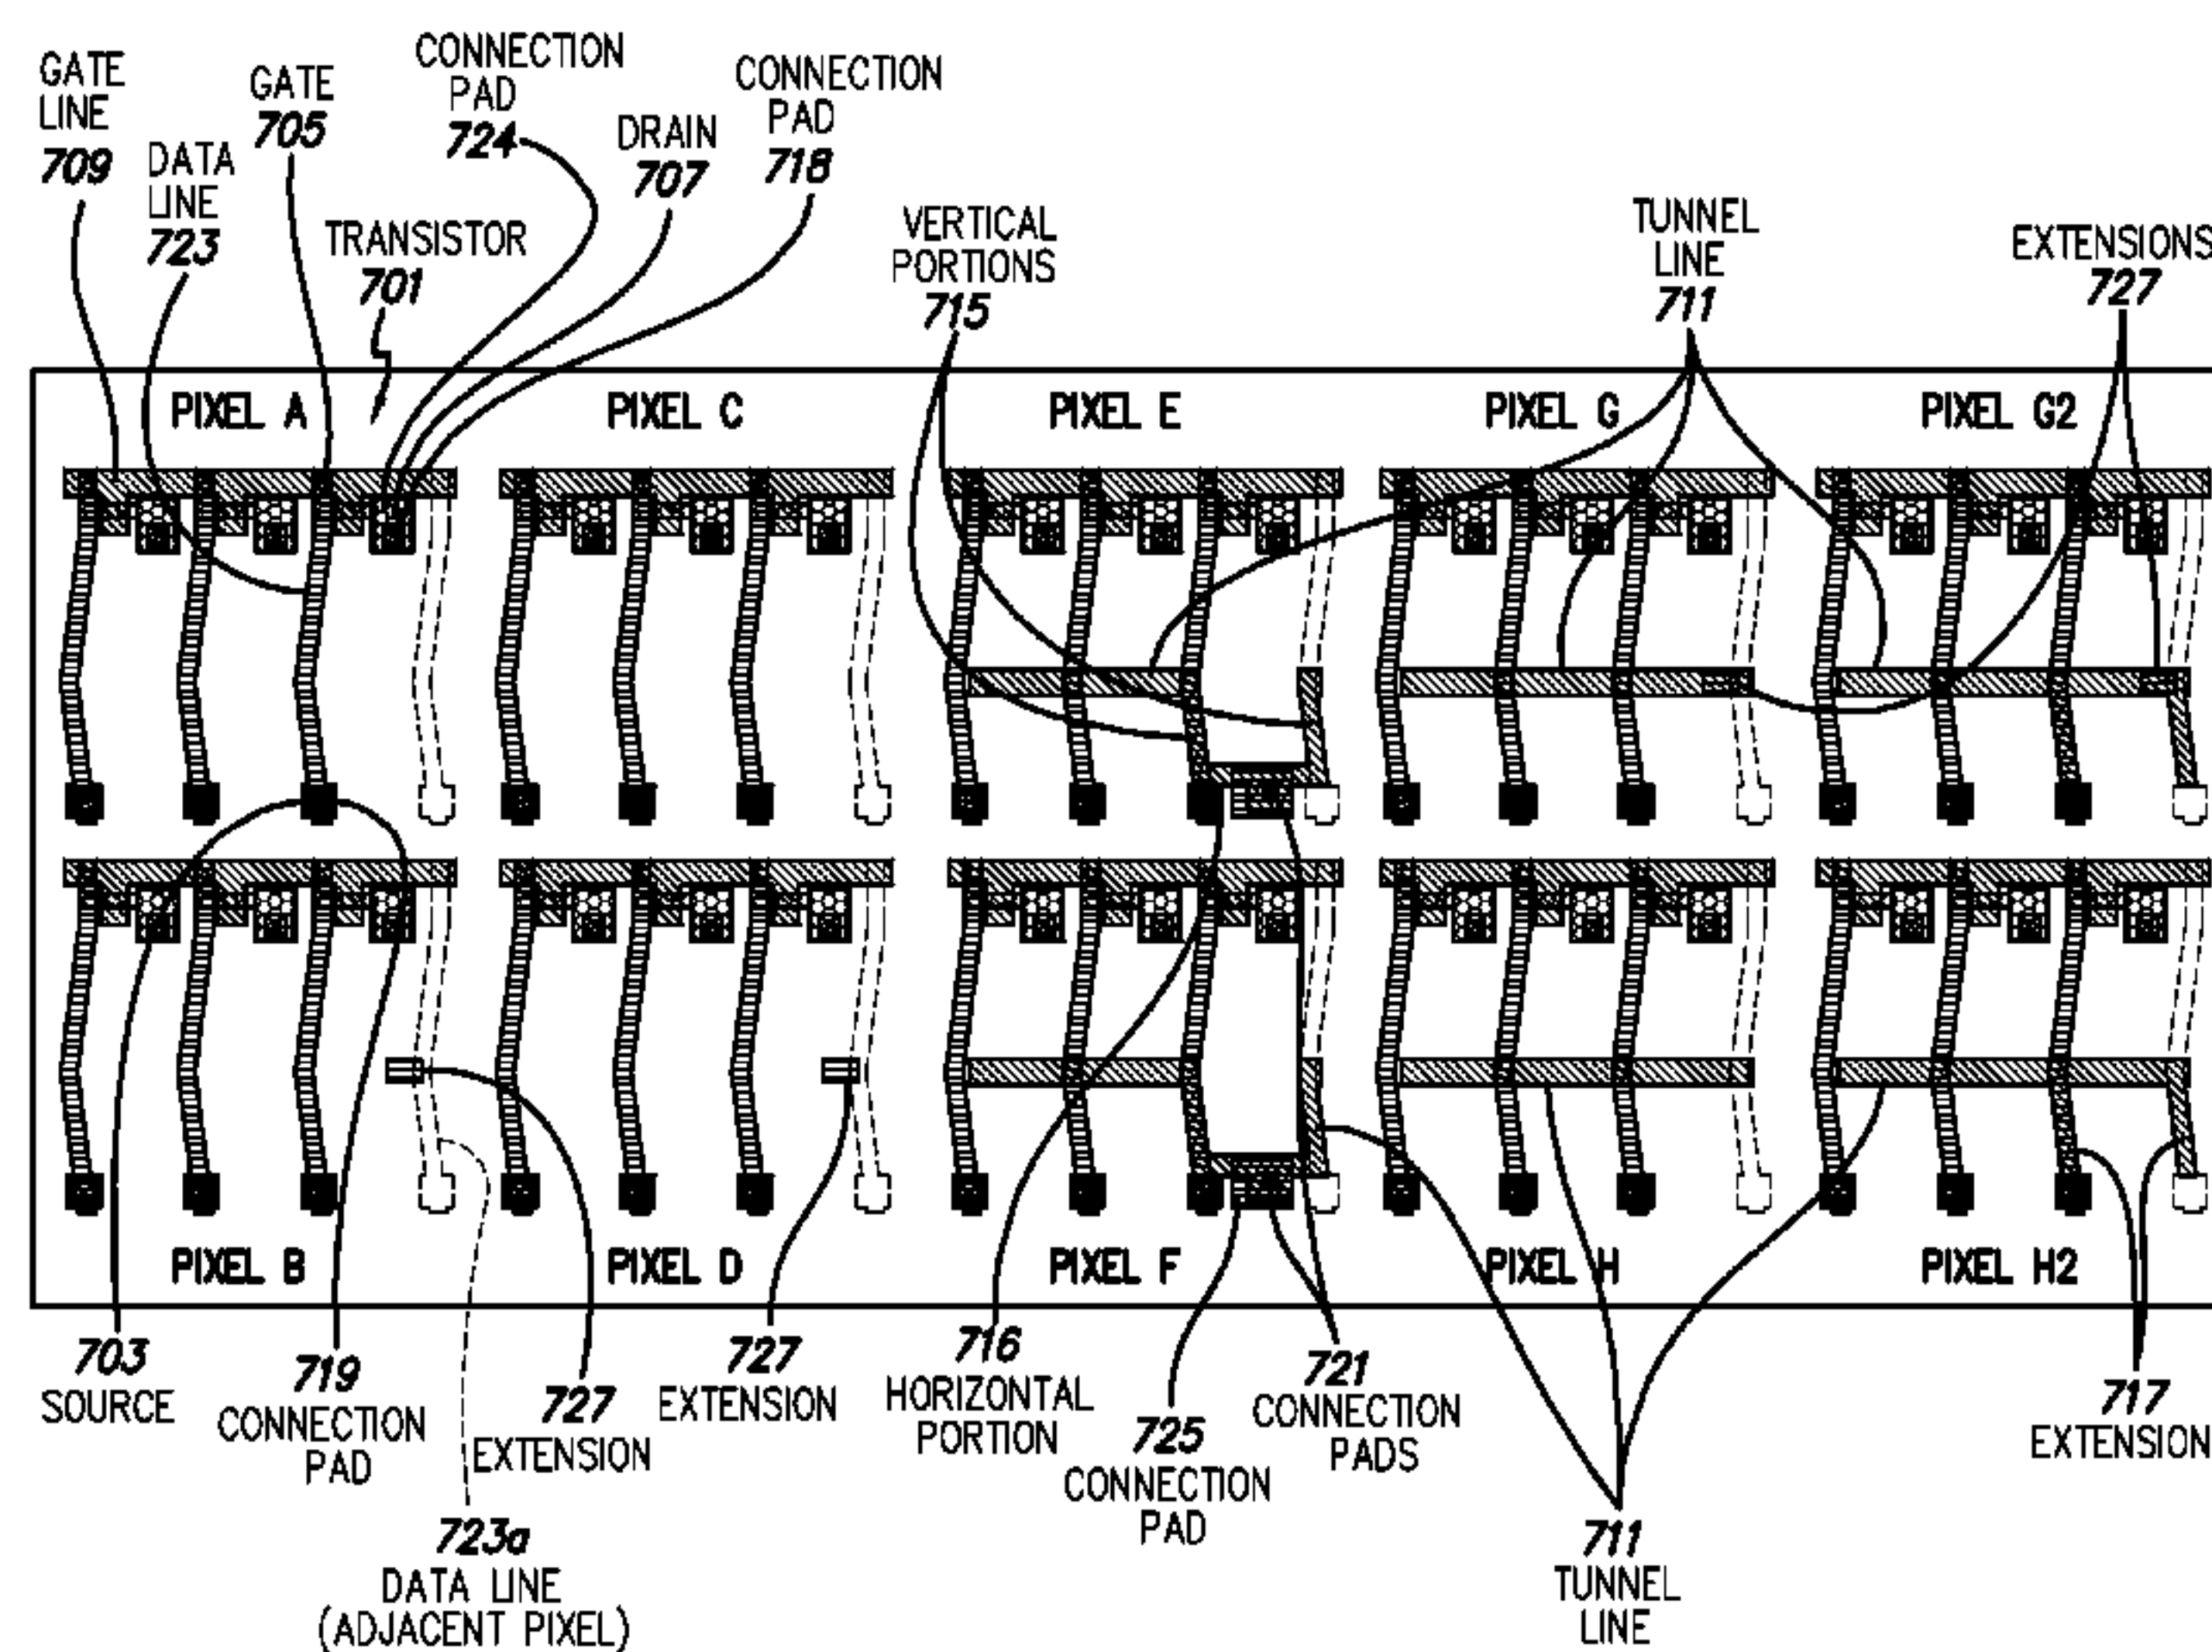 GATE
LINE
709
DATA
LINE
723
GATE
705
TRANSISTOR
701
CONNECTION
PAD
724
DRAIN
707
CONNECTION
PAD
718
VERTICAL
PORTIONS
715
TUNNEL
LINE
711
EXTENSIONS
727
PIXEL A
PIXEL C
PIXEL E
PIXEL G
PIXEL G2
PIXEL B
PIXEL D
PIXEL F
PIXEL H
PIXEL H2
703
SOURCE
719
CONNECTION
PAD
727
EXTENSION
723a
DATA LINE
(ADJACENT PIXEL)
727
EXTENSION
716
HORIZONTAL
PORTION
725
CONNECTION
PAD
721
CONNECTION
PADS
711
TUNNEL
LINE
717
EXTENSION